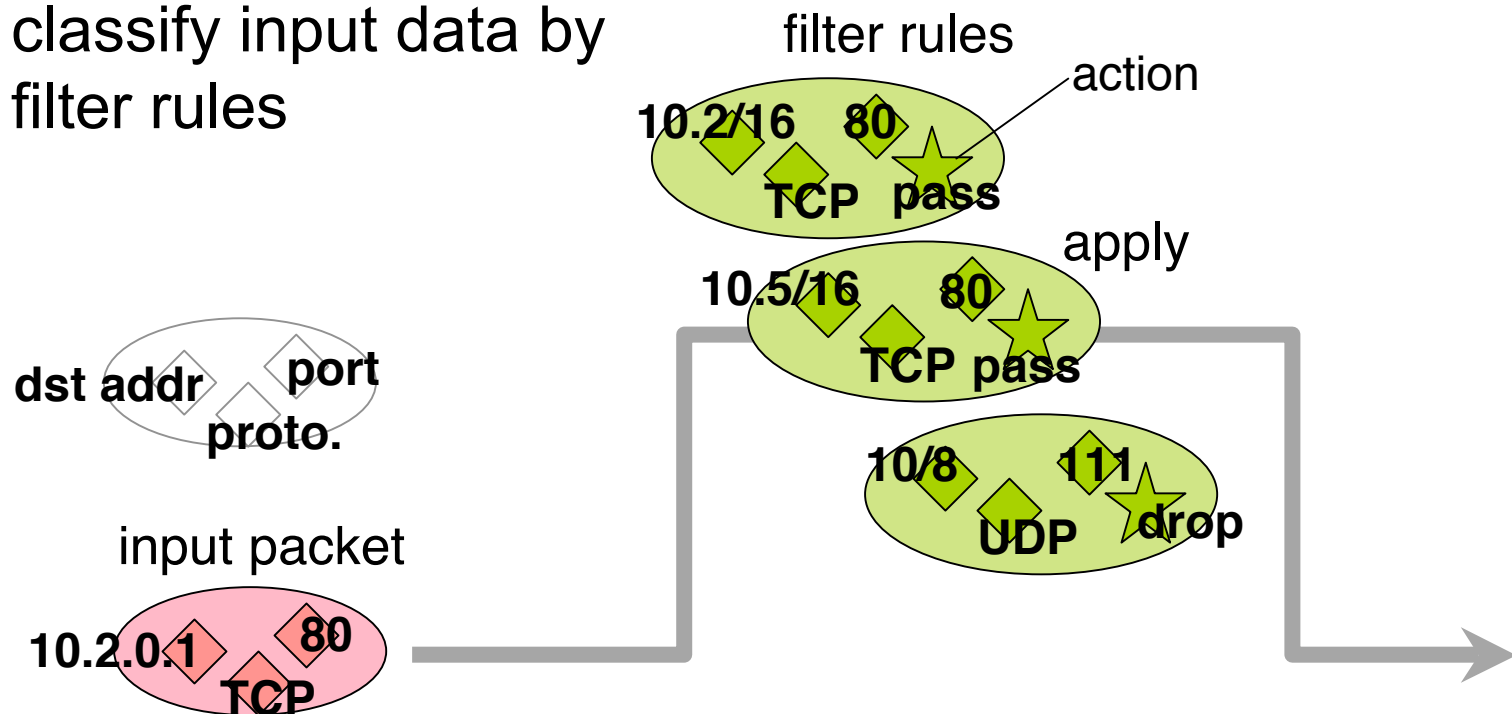 classify input data by
filter rules
filter rules
action
10.2/16
80
TCP
pass
apply
10.5/16
80
TCP
pass
dst addr
port
proto.
10/8
111
UDP
drop
input packet
10.2.0.1
80
TCP